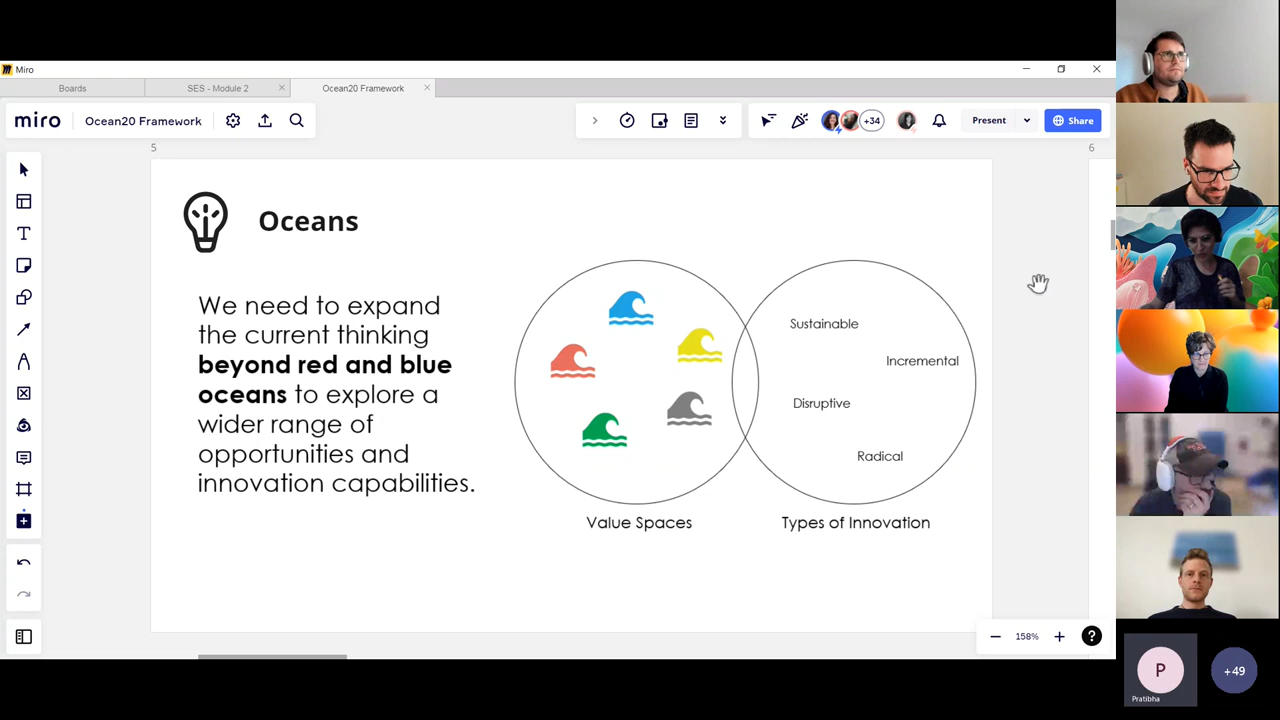 Miro
Boards
SES - Module 2
Ocean20 Framework
miro
Ocean20 Framework
+34
Present
Share
5
6
Oceans
We need to expand
the current thinking
beyond red and blue
oceans to explore a
wider range of
opportunities and
innovation capabilities.
Sustainable
Incremental
Disruptive
Radical
Value Spaces
Types of Innovation
158%
P
Pratibha
+49